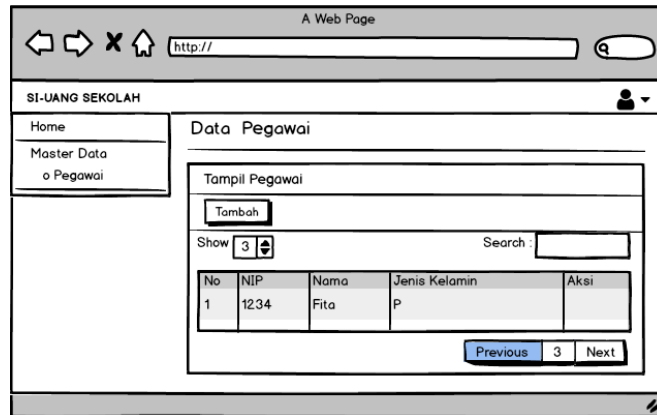 A Web Page
http://
SI-UANG SEKOLAH
Home
Master Data
o Pegawai
Data Pegawai
Tampil Pegawai
Tambah
Show 3 Search :
No NIP Nama Jenis Kelamin Aksi
1 1234 Fita P
Previous 3 Next